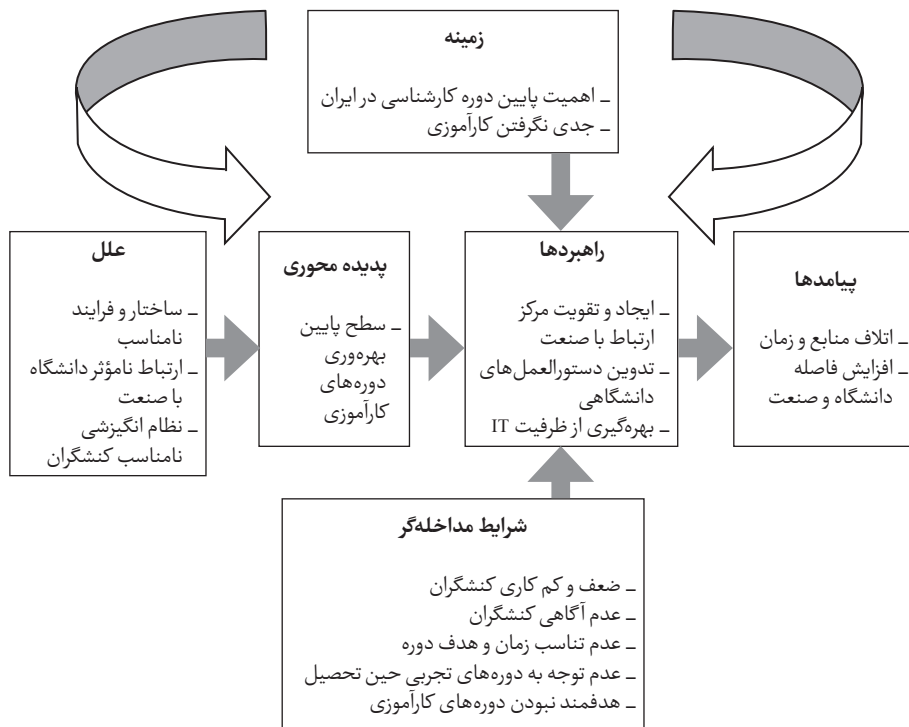 زمینه
ـ اهمیت پایین دوره کارشناسی در ایران
ـ جدی نگرفتن کارآموزی
علل
ـ ساختار و فرایند
نامناسب
ـ ارتباط نامؤثر دانشگاه
با صنعت
ـ نظام انگیزشی
نامناسب کنشگران
پدیده محوری
ـ سطح پایین
بهره‌وری
دوره‌های
کارآموزی
راهبردها
ـ ایجاد و تقویت مرکز
ارتباط با صنعت
ـ تدوین دستورالعمل‌های
دانشگاهی
ـ بهره‌گیری از ظرفیت IT
پیامدها
ـ اتلاف منابع و زمان
ـ افزایش فاصله
دانشگاه و صنعت
شرایط مداخله‌گر
ـ ضعف و کم کاری کنشگران
ـ عدم آگاهی کنشگران
ـ عدم تناسب زمان و هدف دوره
ـ عدم توجه به دوره‌های تجربی حین تحصیل
ـ هدفمند نبودن دوره‌های کارآموزی